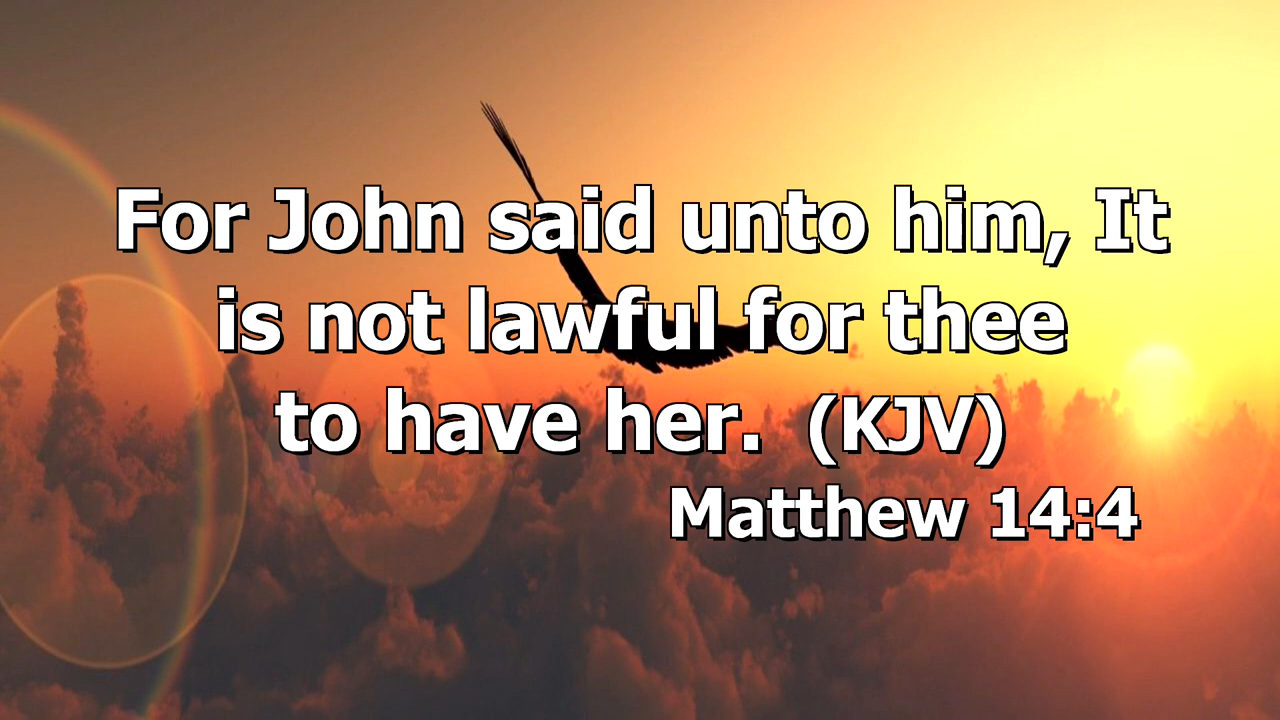 For John said unto him, It
is not lawful for thee
to have her. (KJV)
Matthew 14:4